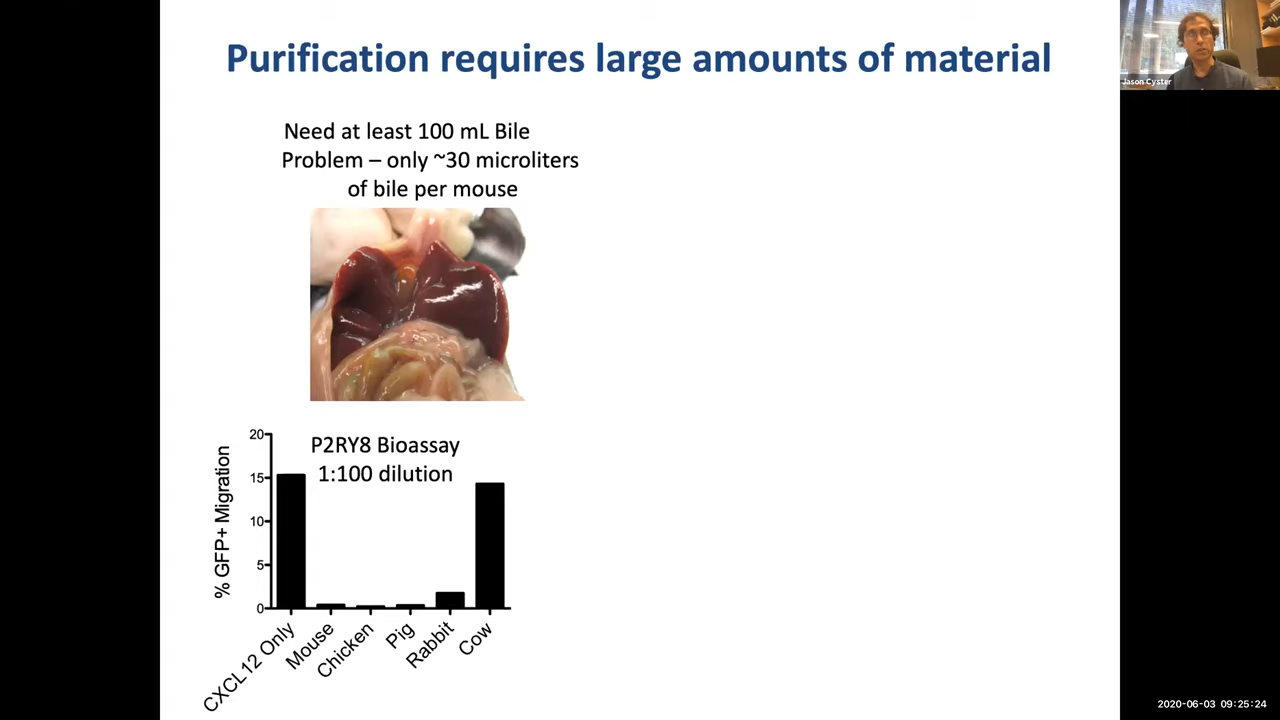 Purification requires large amounts of material
Jason Cyster
Need at least 100 mL Bile
Problem – only ~30 microliters
of bile per mouse
P2RY8 Bioassay
1:100 dilution
% GFP+ Migration
20
15
10
5
0
CXCL12 Only
Mouse
Chicken
Pig
Rabbit
Cow
2020-06-03 09:25:24